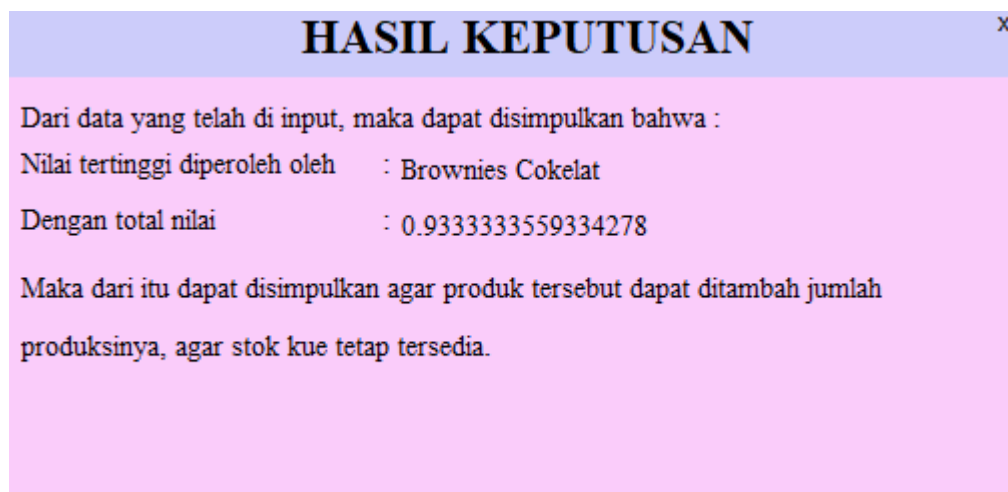 HASIL KEPUTUSAN
x
Dari data yang telah di input, maka dapat disimpulkan bahwa :
Nilai tertinggi diperoleh oleh : Brownies Cokelat
Dengan total nilai : 0.9333333559334278
Maka dari itu dapat disimpulkan agar produk tersebut dapat ditambah jumlah
produksinya, agar stok kue tetap tersedia.